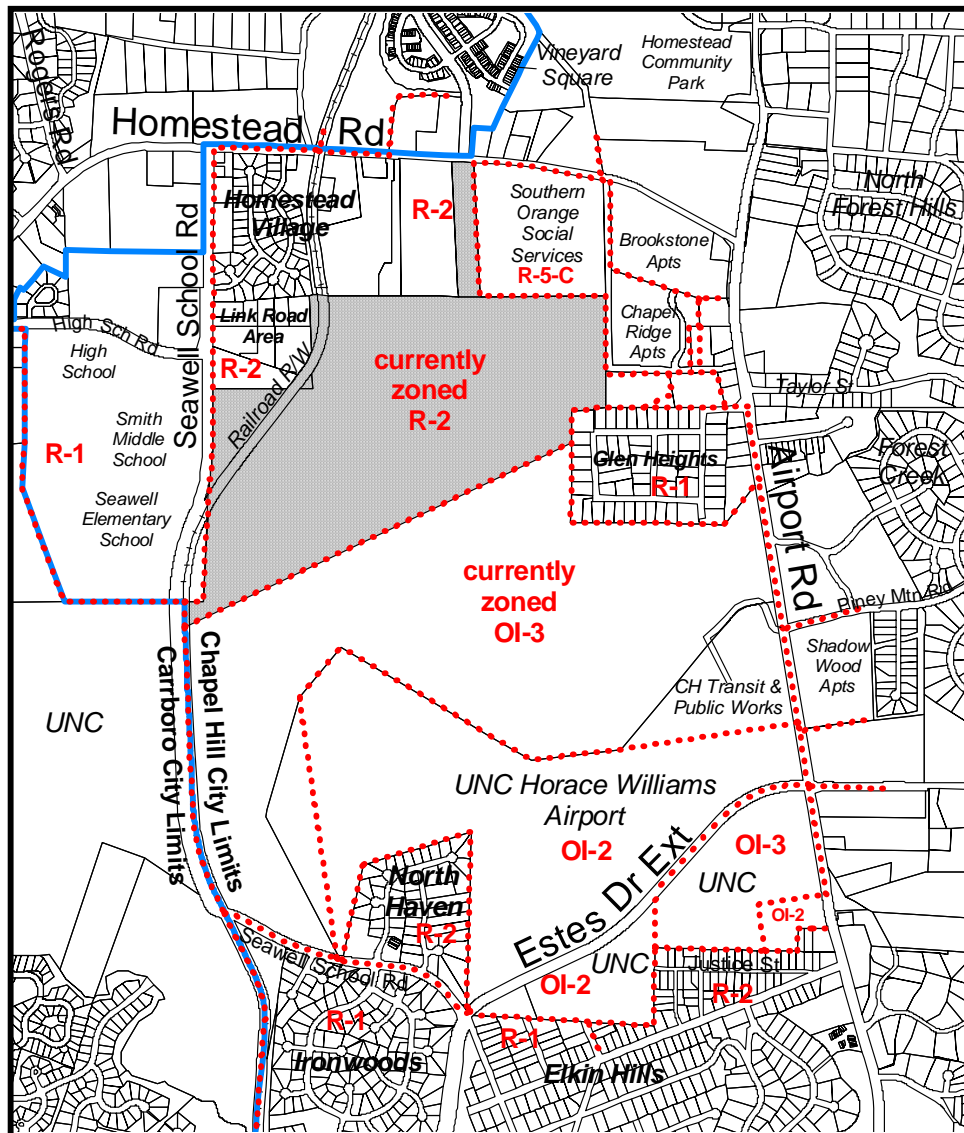 Rogers Rd
Homestead Rd
Vineyard
Square
Homestead
Community
Park
Homestead
Village
R-2
Southern
Orange
Social
Services
R-5-C
Brookstone
Apts
North
Forest Hills
Seawell School Rd
High Sch Rd
High
School
Link Road
Area
R-2
Railroad R/W
currently
zoned
R-2
Chapel
Ridge
Apts
Taylor St
Smith
Middle
School
R-1
Seawell
Elementary
School
Glen Heights
R-1
Airport Rd
Forest
Creek
currently
zoned
OI-3
Piney Mtn Rd
Shadow
Wood
Apts
CH Transit &
Public Works
UNC
Chapel Hill City Limits
Carrboro City Limits
UNC Horace Williams
Airport
OI-2
Estes Dr Ext
OI-3
UNC
OI-2
North
Haven
R-2
Seawell School Rd
UNC
OI-2
Justice St
R-2
R-1
Ironwoods
R-1
Elkin Hills